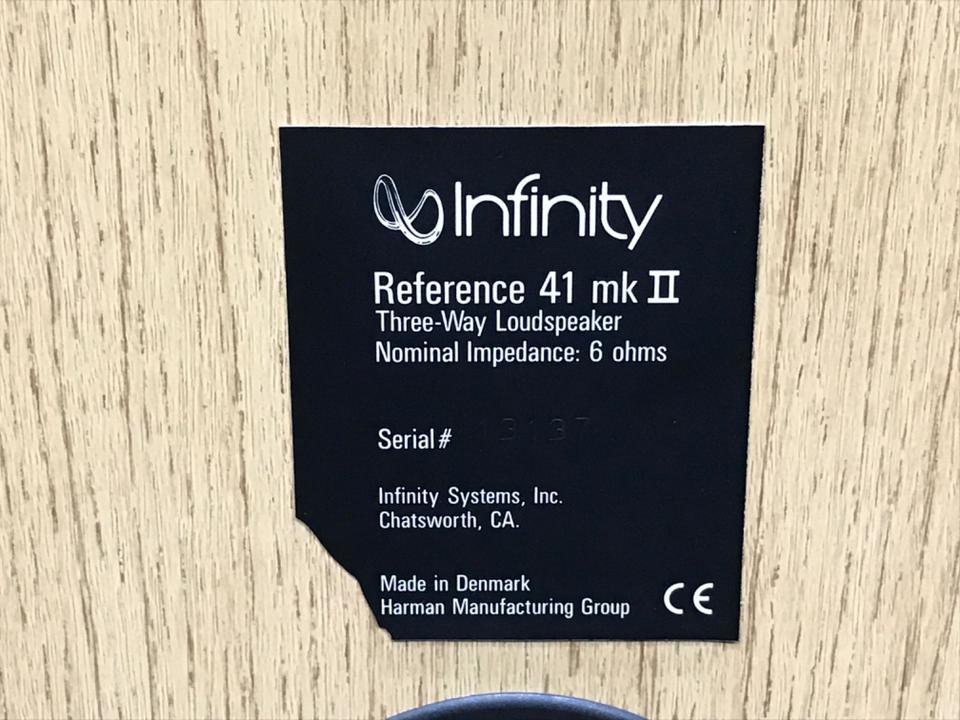 Infinity
Reference 41 mk II
Three-Way Loudspeaker
Nominal Impedance: 6 ohms
Serial#
Infinity Systems, Inc.
Chatsworth, CA.
Made in Denmark
Harman Manufacturing Group CE